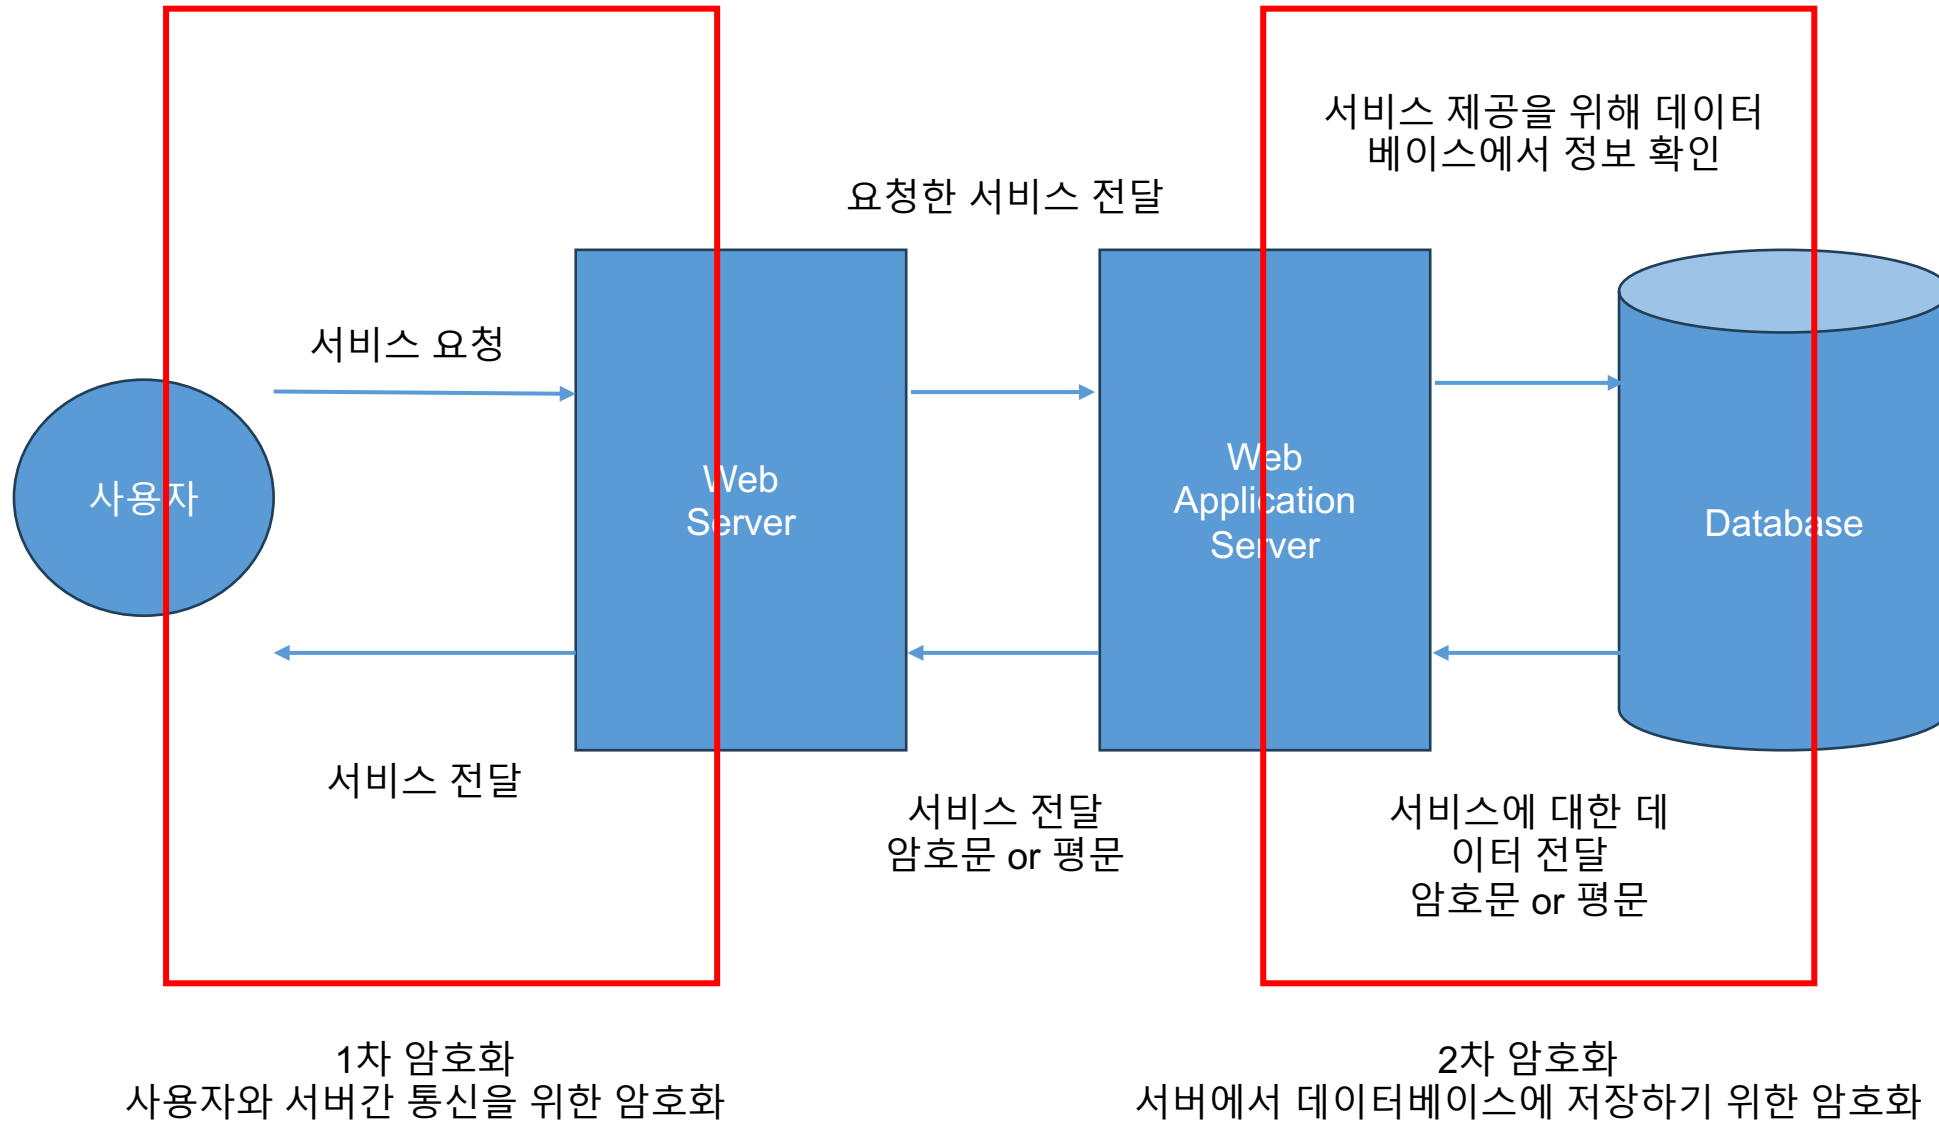 서비스 제공을 위해 데이터
베이스에서 정보 확인
요청한 서비스 전달
서비스 요청
사용자
Web
Server
Web
Application
Server
Database
서비스 전달
서비스 전달
암호문 or 평문
서비스에 대한 데
이터 전달
암호문 or 평문
1차 암호화
사용자와 서버간 통신을 위한 암호화
2차 암호화
서버에서 데이터베이스에 저장하기 위한 암호화